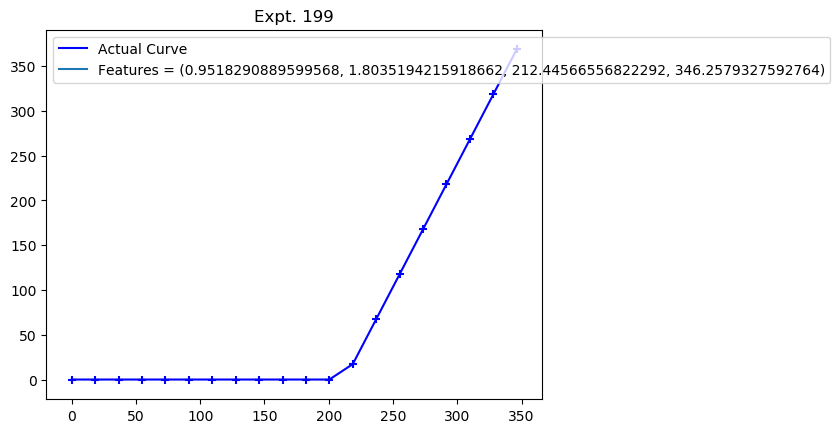 Expt. 199
Actual Curve
Features = (0.9518290889599568, 1.8035194215918662, 212.44566556822292, 346.2579327592764)
350
300
250
200
150
100
50
0
0 50 100 150 200 250 300 350